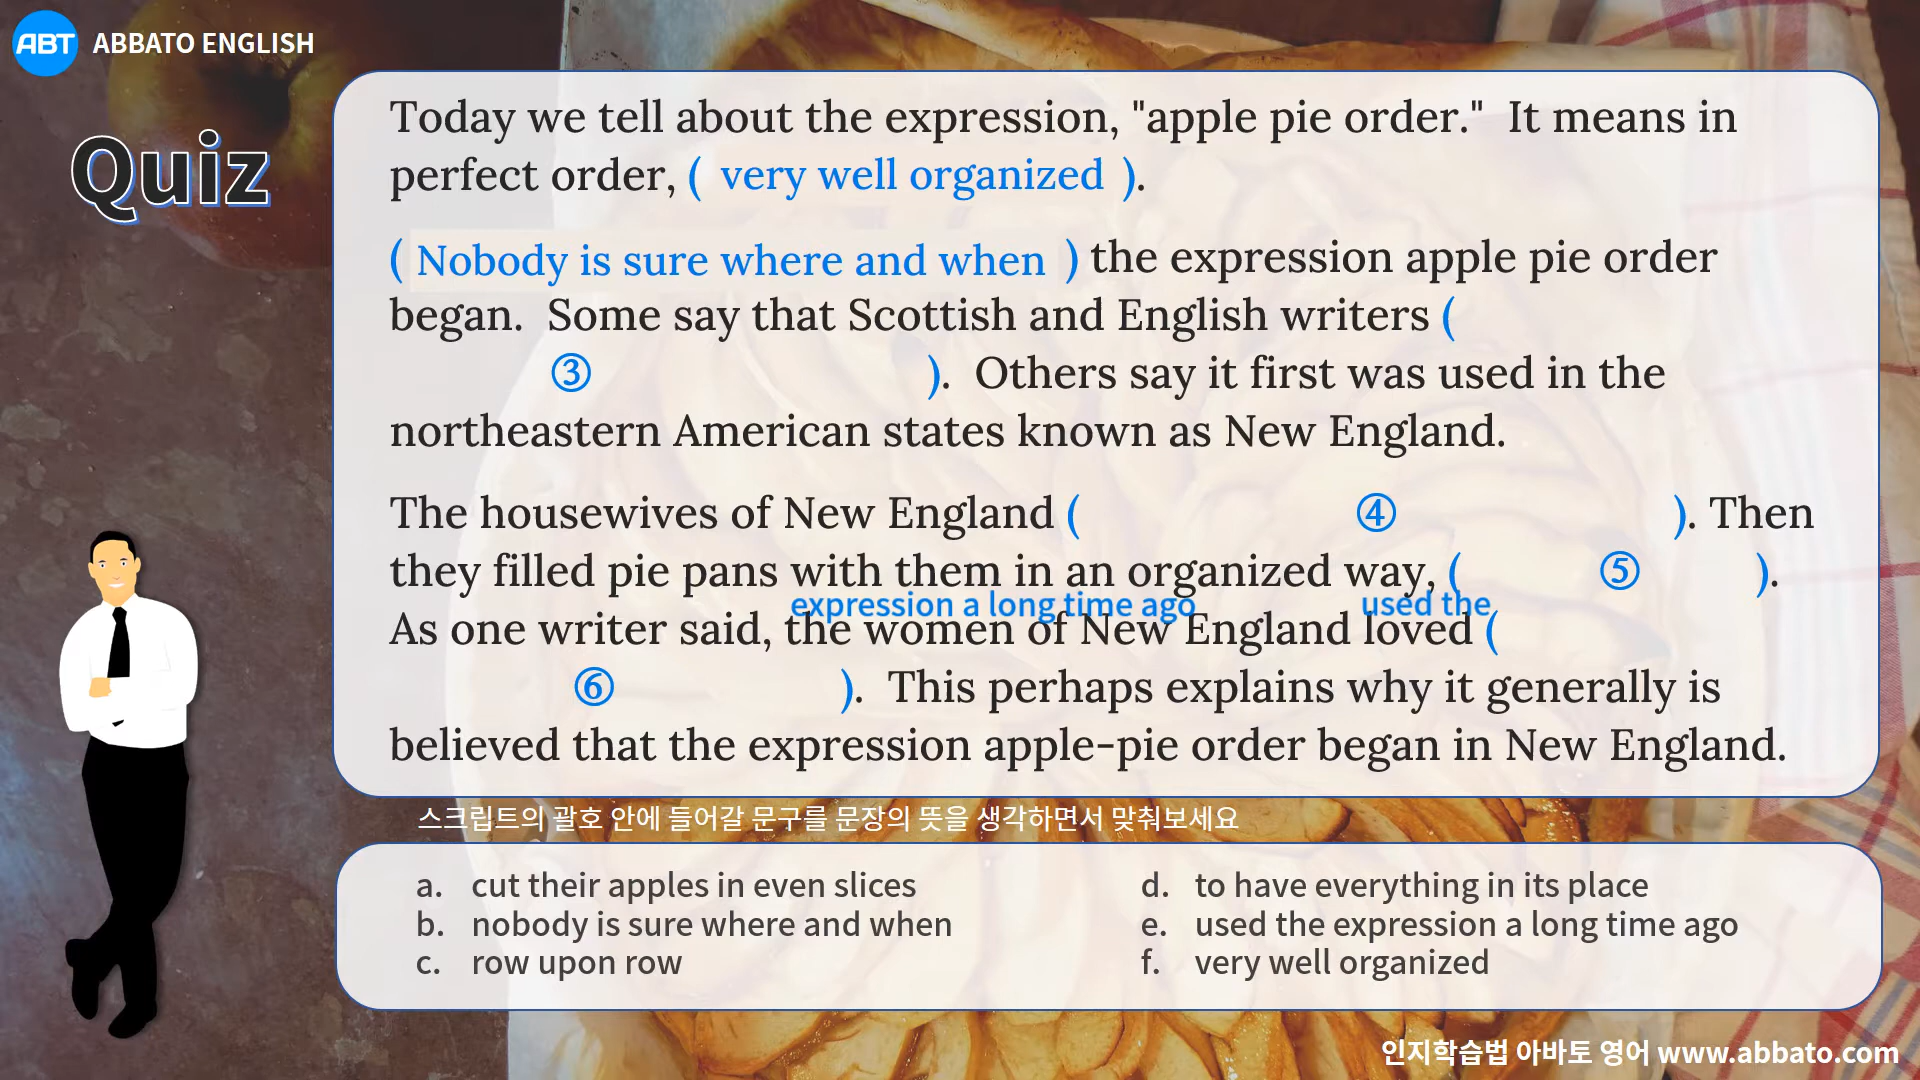 ABT ABBATO ENGLISH
Quiz
Today we tell about the expression, "apple pie order." It means in
perfect order, ( very well organized ).
( Nobody is sure where and when ) the expression apple pie order
began. Some say that Scottish and English writers (
③ ). Others say it first was used in the
northeastern American states known as New England.
The housewives of New England ( ④ ). Then
they filled pie pans with them in an organized way, ( ⑤ ).
expression a long time ago used the
As one writer said, the women of New England loved (
⑥ ). This perhaps explains why it generally is
believed that the expression apple-pie order began in New England.
스크립트의 괄호 안에 들어갈 문구를 문장의 뜻을 생각하면서 맞춰보세요
a. cut their apples in even slices
b. nobody is sure where and when
c. row upon row
d. to have everything in its place
e. used the expression a long time ago
f. very well organized
인지학습법 아바토 영어 www.abbato.com